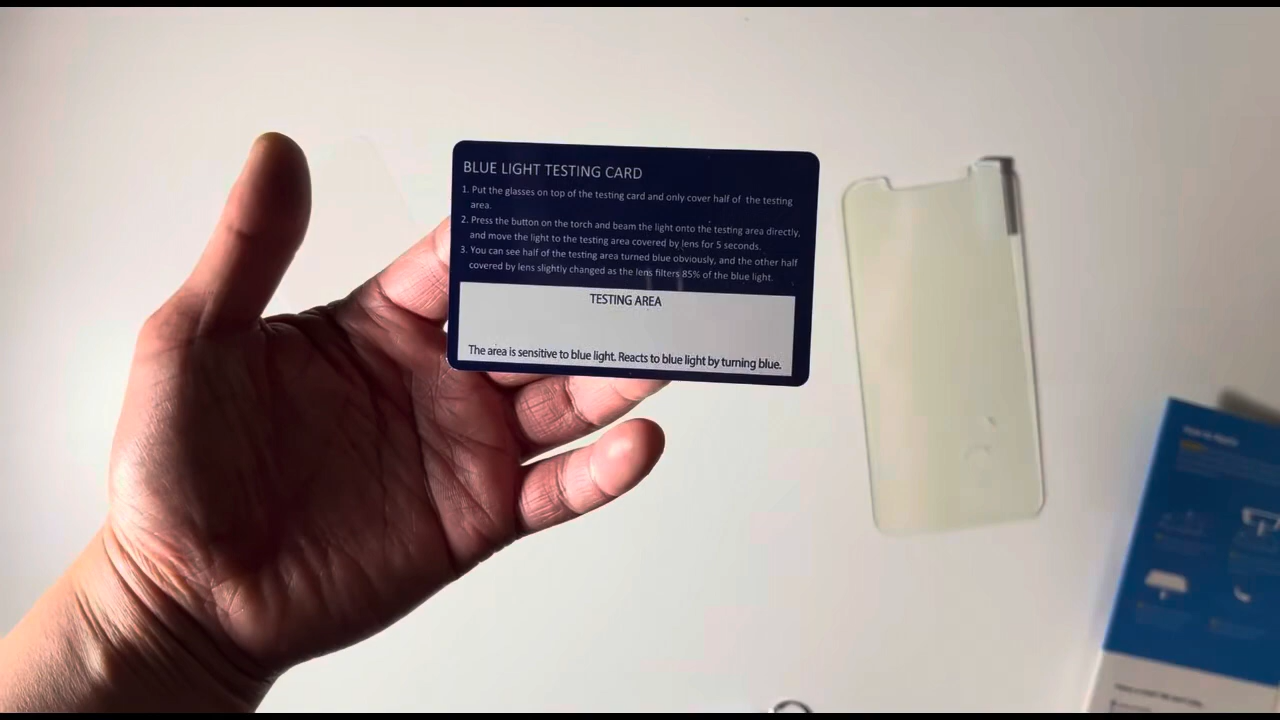 BLUE LIGHT TESTING CARD
1. Put the glasses on top of the testing card and only cover half of the testing
area.
2. Press the button on the torch and beam the light onto the testing area directly,
and move the light to the testing area covered by lens for 5 seconds.
3. You can see half of the testing area turned blue obviously, and the other half
covered by lens slightly changed as the lens filters 85% of the blue light.
TESTING AREA
The area is sensitive to blue light. Reacts to blue light by turning blue.
How to Apply